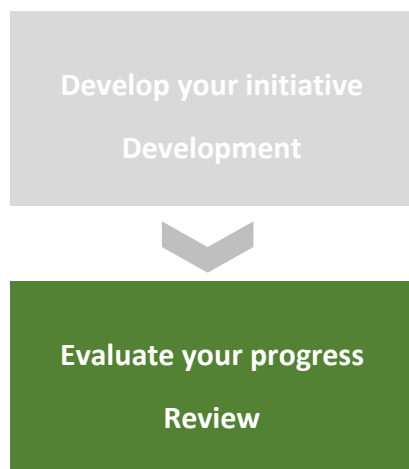 Develop your initiative
Development
Evaluate your progress
Review